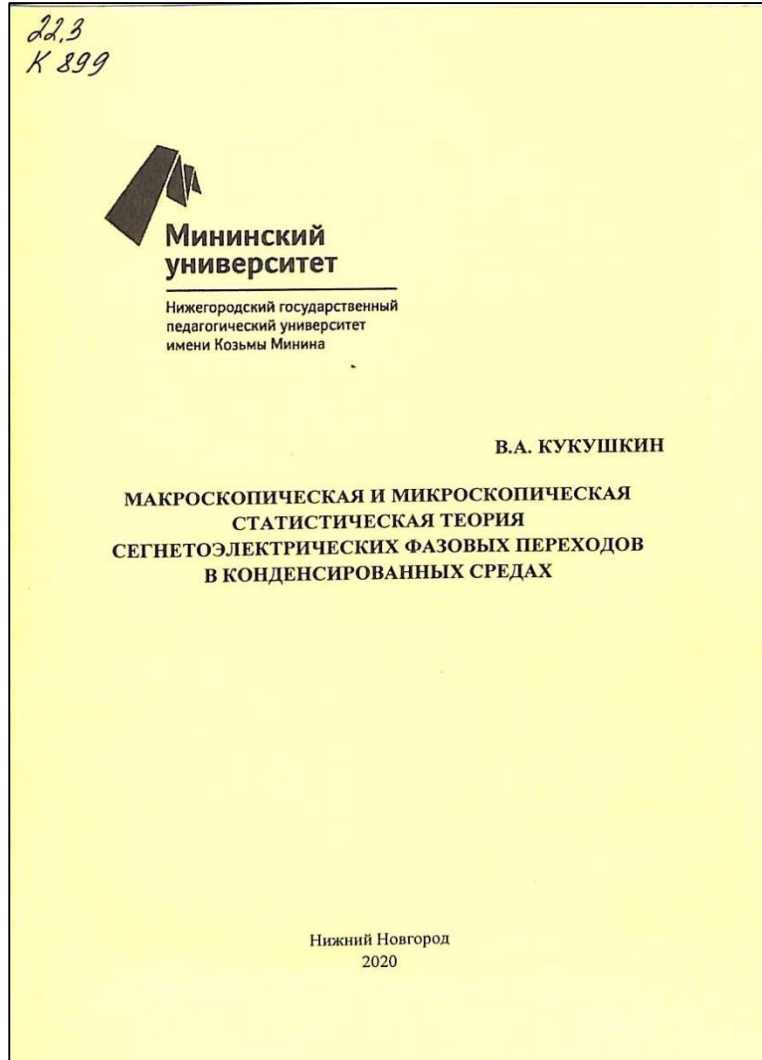 22.3
К 899
Мининский
университет
Нижегородский государственный
педагогический университет
имени Козьмы Минина
В.А. КУКУШКИН
МАКРОСКОПИЧЕСКАЯ И МИКРОСКОПИЧЕСКАЯ
СТАТИСТИЧЕСКАЯ ТЕОРИЯ
СЕГНЕТОЭЛЕКТРИЧЕСКИХ ФАЗОВЫХ ПЕРЕХОДОВ
В КОНДЕНСИРОВАННЫХ СРЕДАХ
Нижний Новгород
2020